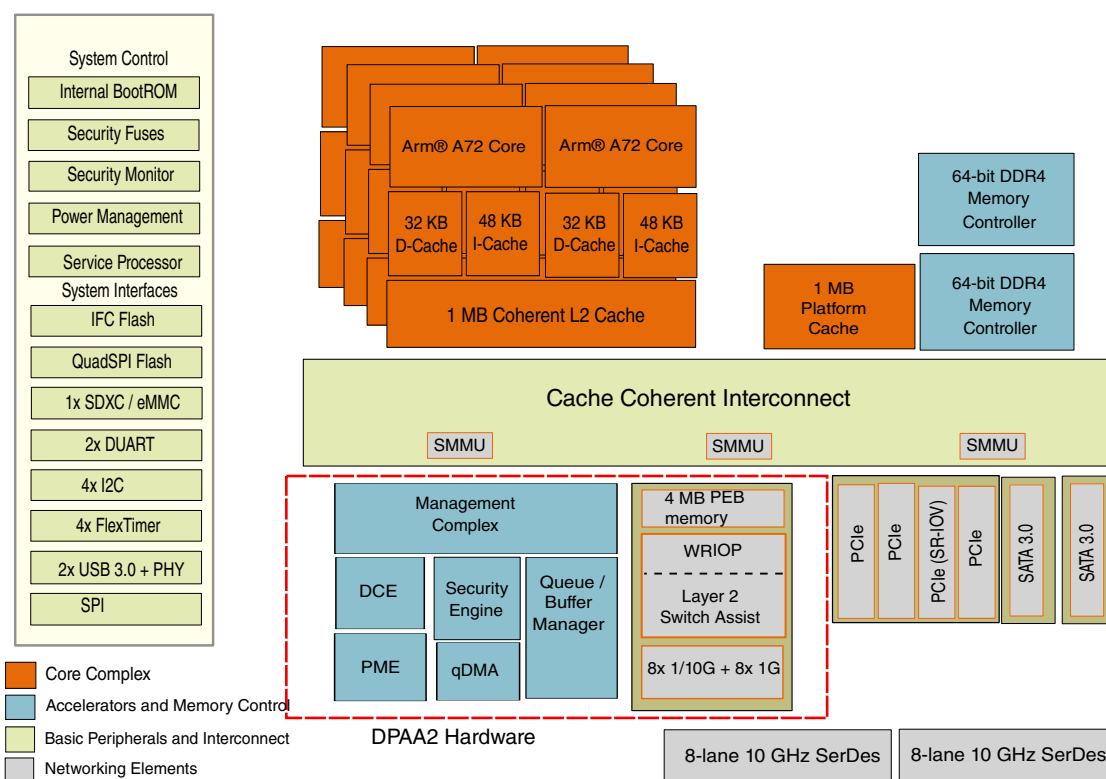 System Control
Internal BootROM
Security Fuses
Security Monitor
Power Management
Service Processor
System Interfaces
IFC Flash
QuadSPI Flash
1x SDXC / eMMC
2x DUART
4x I2C
4x FlexTimer
2x USB 3.0 + PHY
SPI
Core Complex
Accelerators and Memory Control
Basic Peripherals and Interconnect
Networking Elements
Arm® A72 Core
Arm® A72 Core
32 KB
D-Cache
48 KB
I-Cache
32 KB
D-Cache
48 KB
I-Cache
1 MB Coherent L2 Cache
1 MB
Platform
Cache
64-bit DDR4
Memory
Controller
64-bit DDR4
Memory
Controller
Cache Coherent Interconnect
SMMU
SMMU
SMMU
Management
Complex
DCE
Security
Engine
Queue /
Buffer
Manager
PME
qDMA
4 MB PEB
memory
WRIOP
Layer 2
Switch Assist
8x 1/10G + 8x 1G
DPAA2 Hardware
PCIe
PCIe
PCIe (SR-IOV)
PCIe
SATA 3.0
SATA 3.0
8-lane 10 GHz SerDes
8-lane 10 GHz SerDes